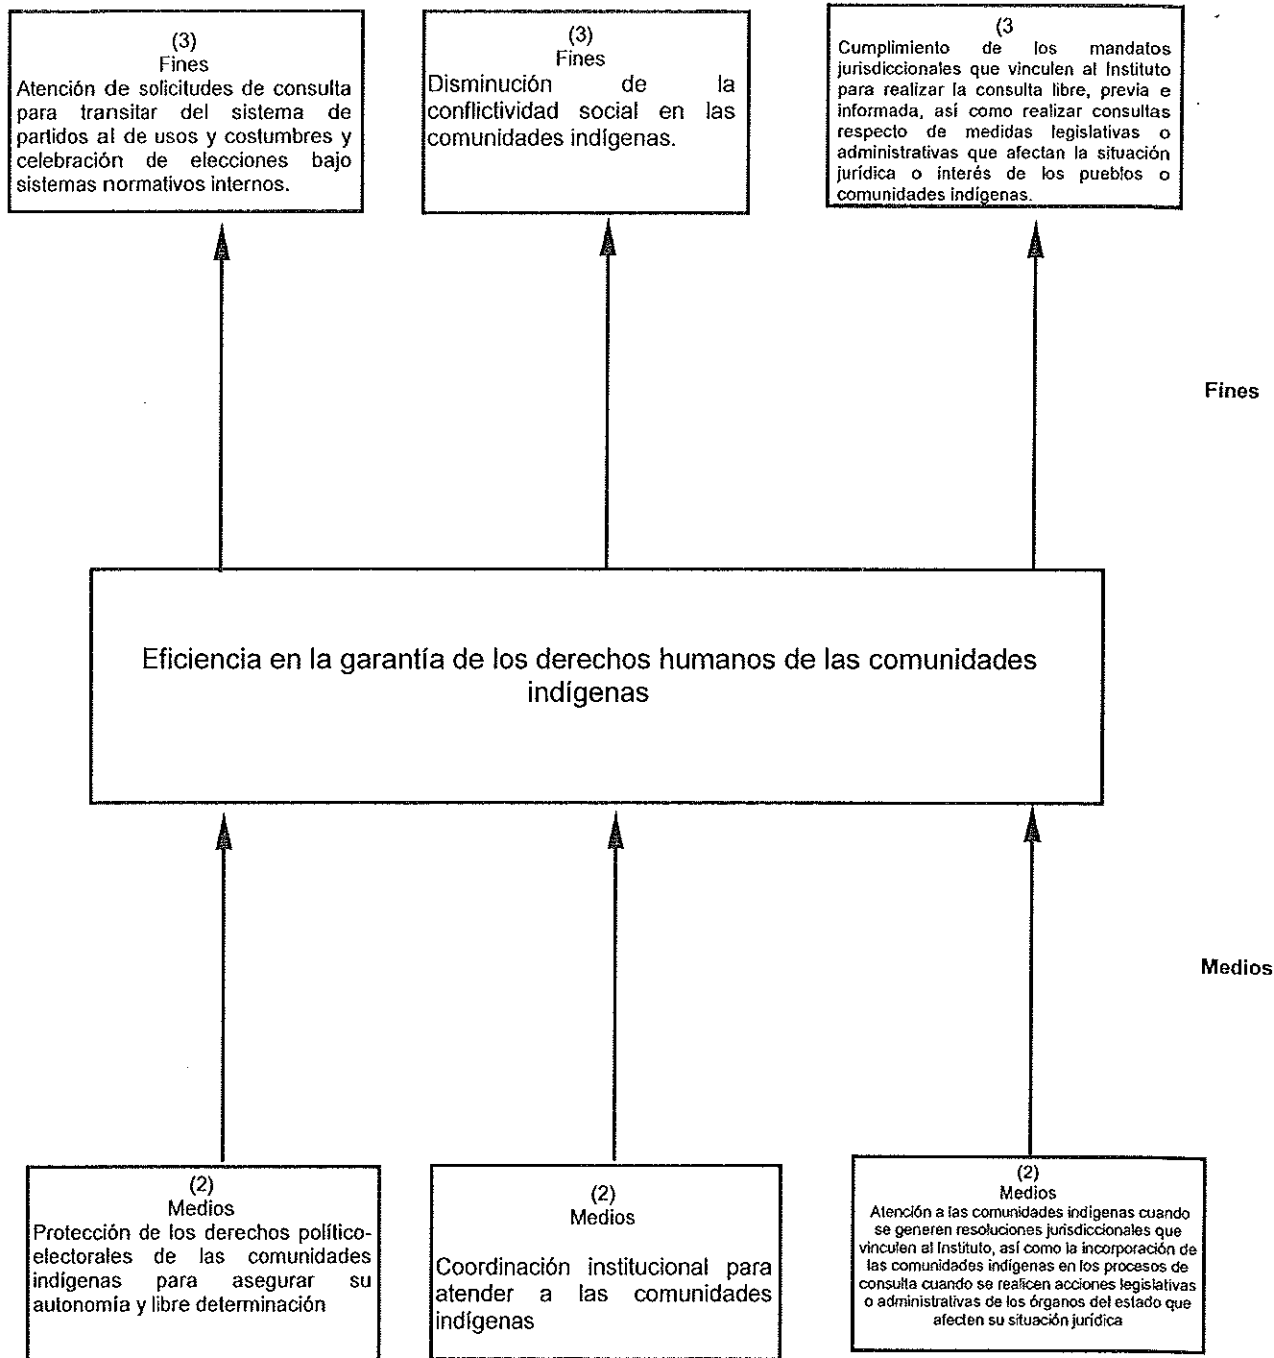 (3)
Fines
Atención de solicitudes de consulta
para transitar del sistema de
partidos al de usos y costumbres y
celebración de elecciones bajo
sistemas normativos internos.
(3)
Fines
Disminución de la
conflictividad social en las
comunidades indígenas.
(3
Cumplimiento de los mandatos
jurisdiccionales que vinculen al Instituto
para realizar la consulta libre, previa e
informada, así como realizar consultas
respecto de medidas legislativas o
administrativas que afectan la situación
jurídica o interés de los pueblos o
comunidades indígenas.
Fines
Eficiencia en la garantía de los derechos humanos de las comunidades
indígenas
Medios
(2)
Medios
Protección de los derechos político-
electorales de las comunidades
indígenas para asegurar su
autonomía y libre determinación
(2)
Medios
Coordinación institucional para
atender a las comunidades
indígenas
(2)
Medios
Atención a las comunidades indígenas cuando
se generen resoluciones jurisdiccionales que
vinculen al Instituto, así como la incorporación de
las comunidades indígenas en los procesos de
consulta cuando se realicen acciones legislativas
o administrativas de los órganos del estado que
afecten su situación jurídica